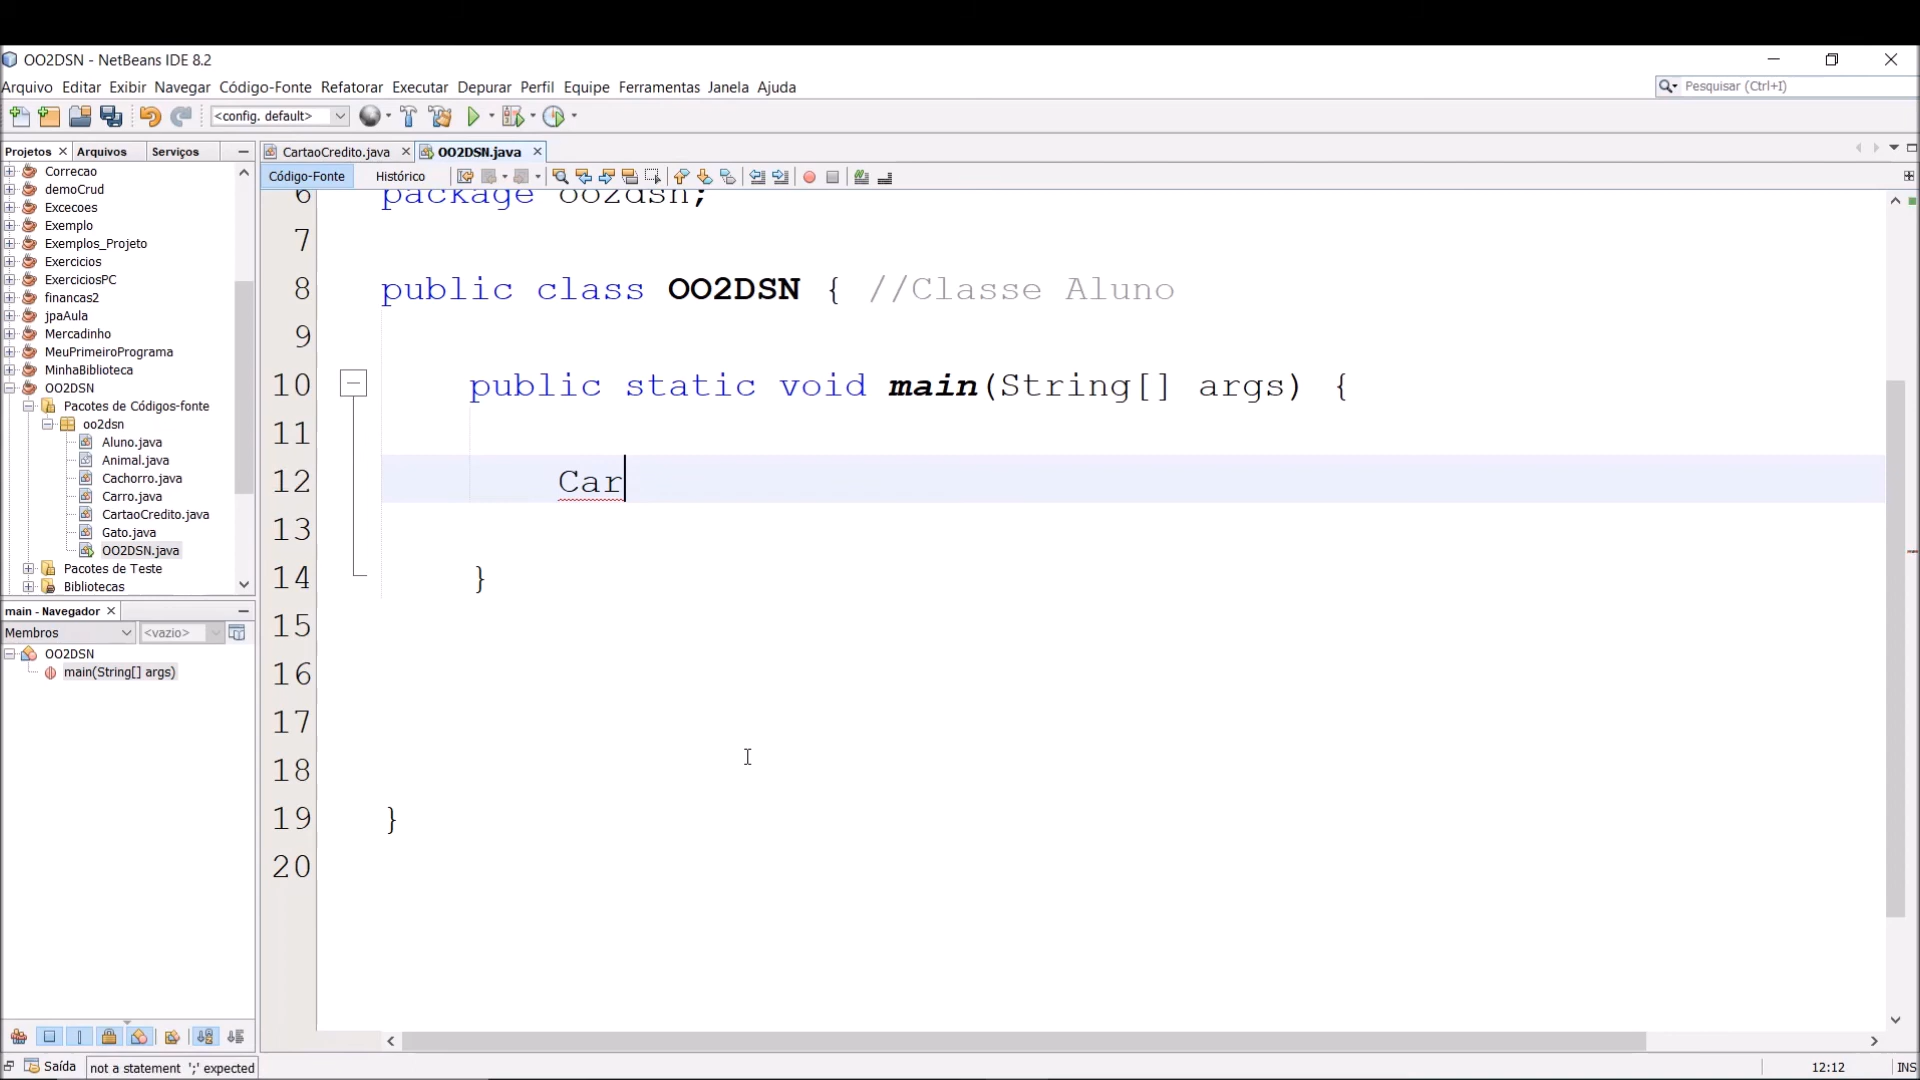 OO2DSN - NetBeans IDE 8.2
Arquivo Editar Exibir Navegar Código-Fonte Refatorar Executar Depurar Perfil Equipe Ferramentas Janela Ajuda
Pesquisar (Ctrl+I)
<config. default>
Projetos Arquivos Serviços
CartaoCredito.java OO2DSN.java
Código-Fonte Histórico
Correcao
demoCrud
Excecoes
Exemplo
Exemplos_Projeto
Exercicios
ExerciciosPC
financas2
jpaAula
Mercadinho
MeuPrimeiroPrograma
MinhaBiblioteca
OO2DSN
Pacotes de Códigos-fonte
oo2dsn
Aluno.java
Animal.java
Cachorro.java
Carro.java
CartaoCredito.java
Gato.java
OO2DSN.java
Pacotes de Teste
Bibliotecas
main - Navegador
Membros <vazio>
OO2DSN
main(String[] args)
6 package oo2dsn;
7
8 public class OO2DSN { //Classe Aluno
9
10 public static void main(String[] args) {
11
12 Car
13
14 }
15
16
17
18
19 }
20
Saída not a statement ';' expected
12:12 INS